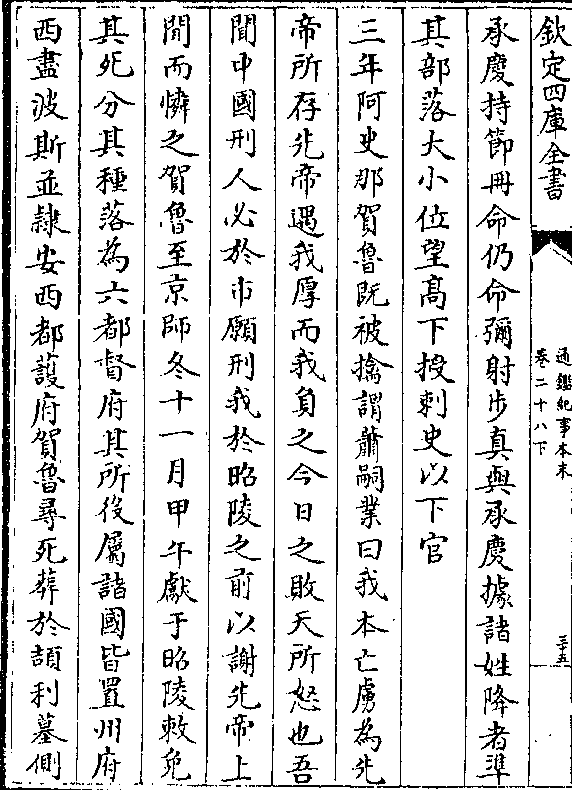 欽定四庫全書
通鑑紀事本末
卷二十八下
三十五
承慶持節冊命仍命彌射步真與承慶據諸姓降者準
其部落大小位望高下授刺史以下官
三年阿史那賀魯既被擒謂蕭嗣業曰我本亡虜為先
帝所存先帝遇我厚而我負之今日之敗天所怒也吾
聞中國刑人必於市願刑我於昭陵之前以謝先帝上
聞而憐之賀魯至京師冬十一月甲午獻于昭陵敕免
其死分其種落為六都督府其所役屬諸國皆置州府
西盡波斯並隷安西都䕶府賀魯尋死葬於頡利墓側